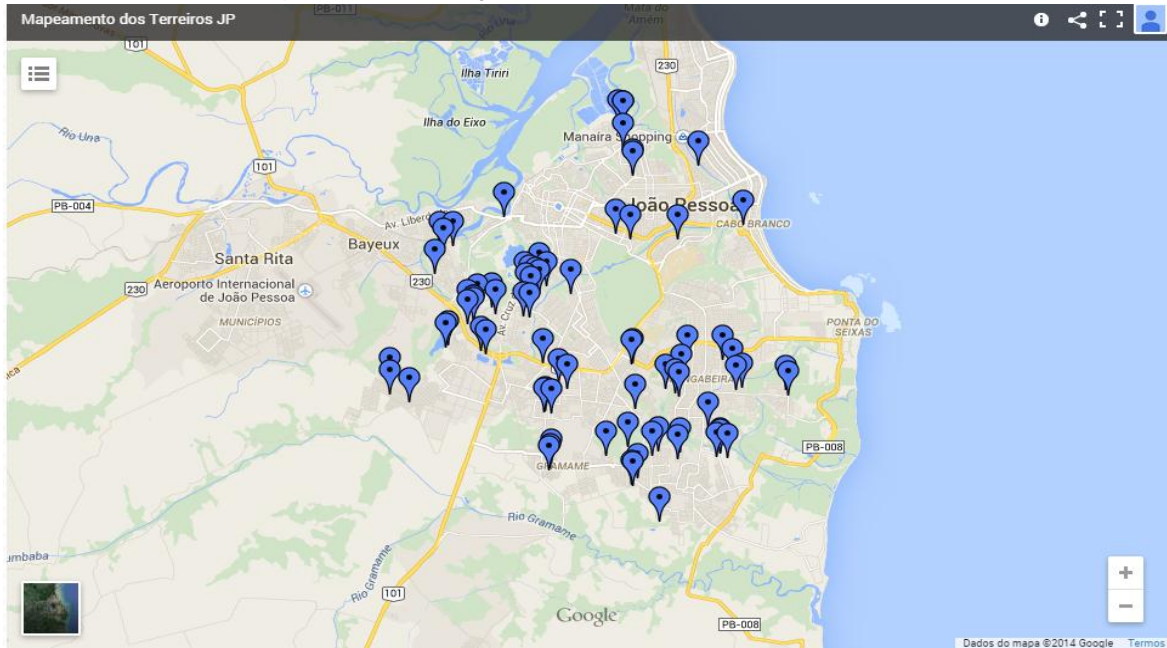 Mapeamento dos Terreiros JP
PB-011
Mata do
Amém
101
230
Ilha Tiriri
Ilha do Eixo
Rio Una
Manaíra Shopping
101
PB-004
Av. Liberd
João Pessoa
CABO BRANCO
Bayeux
Santa Rita
230
Aeroporto Internacional
de João Pessoa
230
MUNICÍPIOS
Av. Cruz
PONTA DO
SEIXAS
NGABEIRA
PB-008
GRAMAME
Rio Gramame
umbaba
Rio Gramame
101
Google
PB-008
+
−
Dados do mapa ©2014 Google Termos